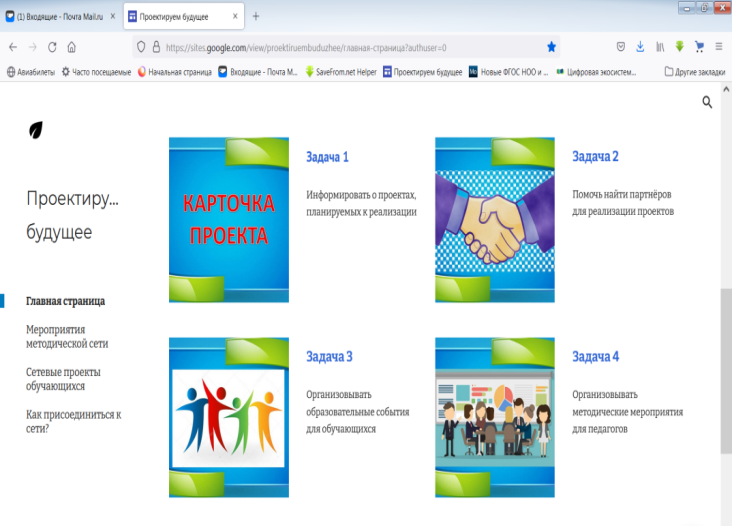 (1) Входящие - Почта Mail.ru
Проектируем будущее
https://sites.google.com/view/proektiruembuduzhee/главная-страница?authuser=0
Авиабилеты
Часто посещаемые
Начальная страница
Входящие - Почта М...
SaveFrom.net Helper
Проектируем будущее
Новые ФГОС НОО и ...
Цифровая экосистем...
Другие закладки
Проектиру...
будущее
Главная страница
Мероприятия
методической сети
Сетевые проекты
обучающихся
Как присоединиться к
сети?
КАРТОЧКА
ПРОЕКТА
Задача 1
Информировать о проектах,
планируемых к реализации
Задача 2
Помочь найти партнёров
для реализации проектов
Задача 3
Организовывать
образовательные события
для обучающихся
Задача 4
Организовывать
методические мероприятия
для педагогов